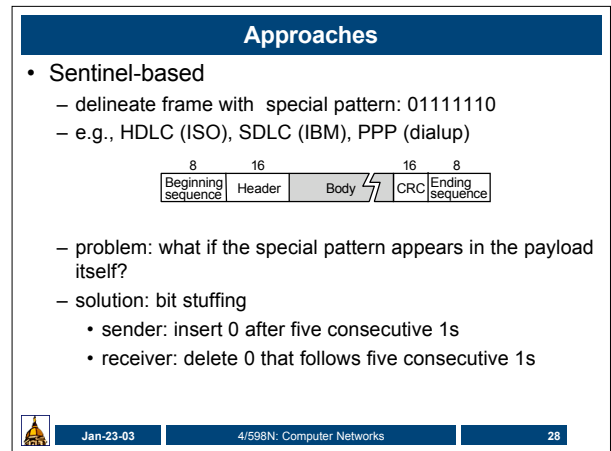 Approaches
• Sentinel-based
– delineate frame with special pattern: 01111110
– e.g., HDLC (ISO), SDLC (IBM), PPP (dialup)
8 16 16 8
Beginning sequence Header Body CRC Ending sequence
– problem: what if the special pattern appears in the payload
itself?
– solution: bit stuffing
• sender: insert 0 after five consecutive 1s
• receiver: delete 0 that follows five consecutive 1s
Jan-23-03 4/598N: Computer Networks 28